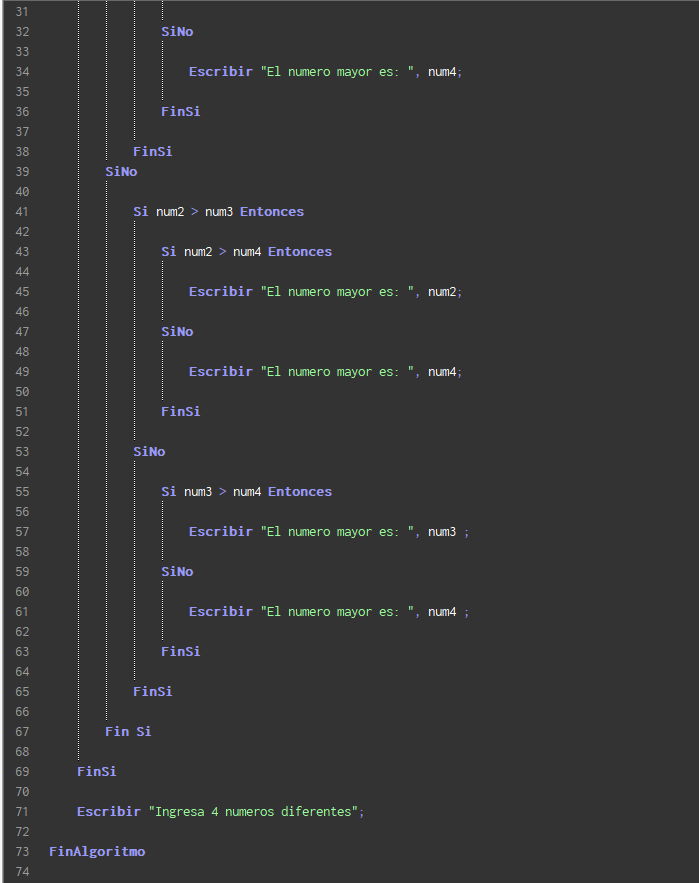 31
32 SiNo
33
34 Escribir "El numero mayor es: ", num4;
35
36 FinSi
37
38 FinSi
39 SiNo
40
41 Si num2 > num3 Entonces
42
43 Si num2 > num4 Entonces
44
45 Escribir "El numero mayor es: ", num2;
46
47 SiNo
48
49 Escribir "El numero mayor es: ", num4;
50
51 FinSi
52
53 SiNo
54
55 Si num3 > num4 Entonces
56
57 Escribir "El numero mayor es: ", num3 ;
58
59 SiNo
60
61 Escribir "El numero mayor es: ", num4 ;
62
63 FinSi
64
65 FinSi
66
67 Fin Si
68
69 FinSi
70
71 Escribir "Ingresa 4 numeros diferentes";
72
73 FinAlgoritmo
74